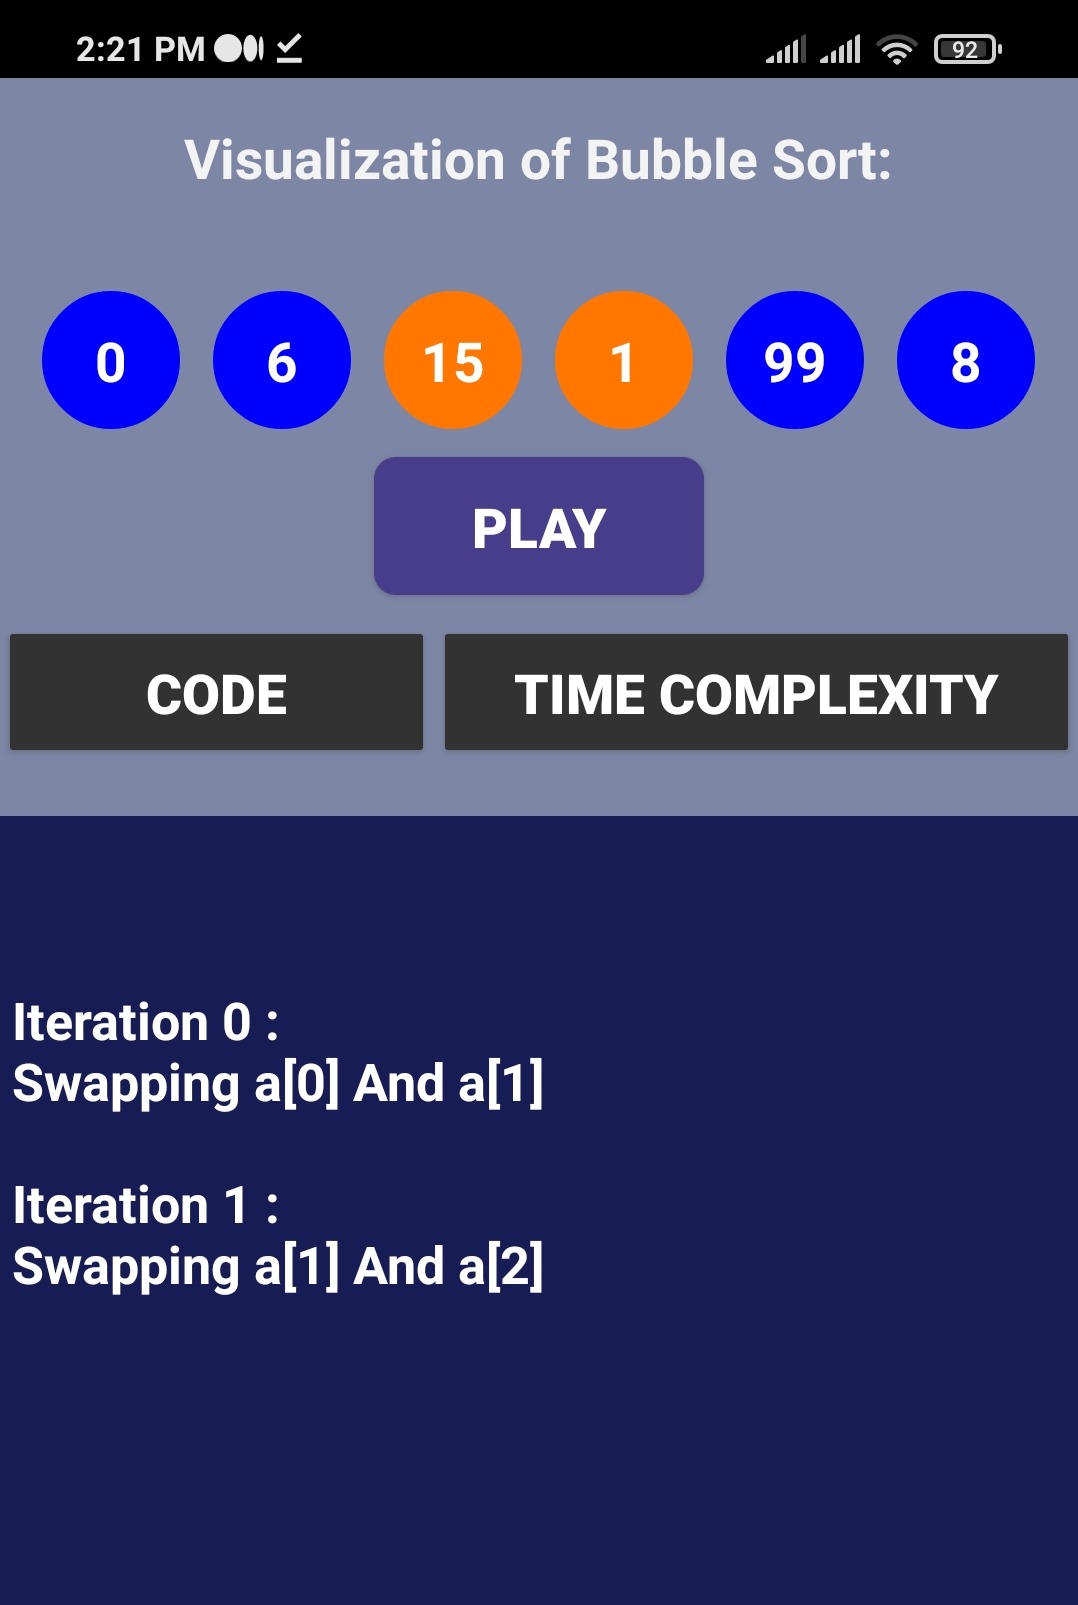 2:21 PM 92
Visualization of Bubble Sort:
0 6 15 1 99 8
PLAY
CODE TIME COMPLEXITY
Iteration 0 :
Swapping a[0] And a[1]
Iteration 1 :
Swapping a[1] And a[2]